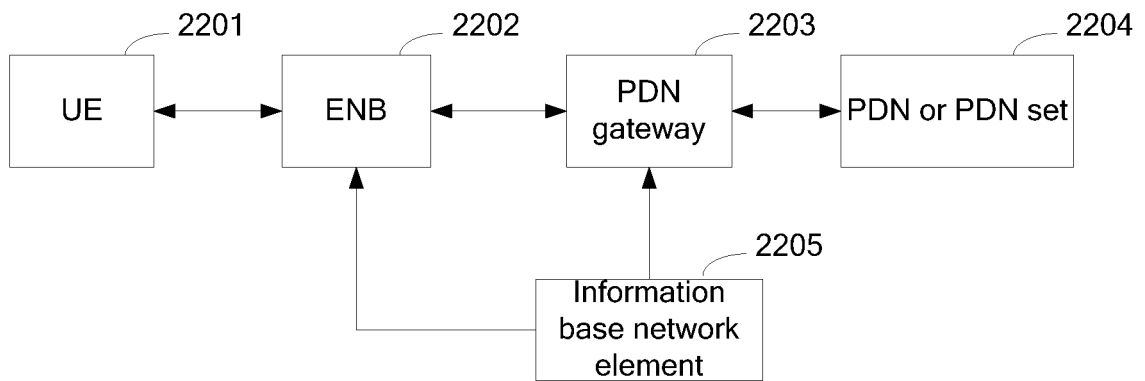 2201
2202
2203
2204
UE
ENB
PDN
gateway
PDN or PDN set
2205
Information
base network
element